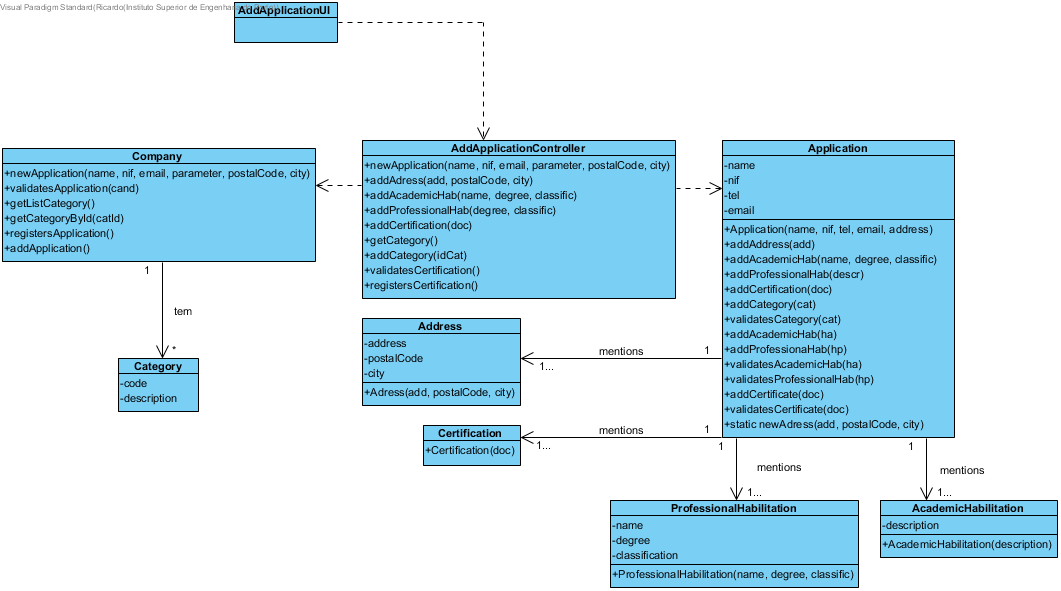 Visual Paradigm Standard(Ricardo(Instituto Superior de Engenhar
AddApplicationUI
Company
+newApplication(name, nif, email, parameter, postalCode, city)
+validatesApplication(cand)
+getListCategory()
+getCategoryById(catId)
+registersApplication()
+addApplication()
AddApplicationController
+newApplication(name, nif, email, parameter, postalCode, city)
+addAdress(add, postalCode, city)
+addAcademicHab(name, degree, classific)
+addProfessionalHab(degree, classific)
+addCertification(doc)
+getCategory()
+addCategory(idCat)
+validatesCertification()
+registersCertification()
Application
-name
-nif
-tel
-email
+Application(name, nif, tel, email, address)
+addAddress(add)
+addAcademicHab(name, degree, classific)
+addProfessionalHab(descr)
+addCertification(doc)
+addCategory(cat)
+validatesCategory(cat)
+addAcademicHab(ha)
+addProfessionaHab(hp)
+validatesAcademicHab(ha)
+validatesProfessionalHab(hp)
+addCertificate(doc)
+validatesCertificate(doc)
+static newAdress(add, postalCode, city)
1
tem
*
Category
-code
-description
Address
-address
-postalCode
-city
+Adress(add, postalCode, city)
mentions
1
1...
Certification
+Certification(doc)
mentions
1
1...
1
mentions
1...
1
mentions
1...
ProfessionalHabilitation
-name
-degree
-classification
+ProfessionalHabilitation(name, degree, classific)
AcademicHabilitation
-description
+AcademicHabilitation(description)